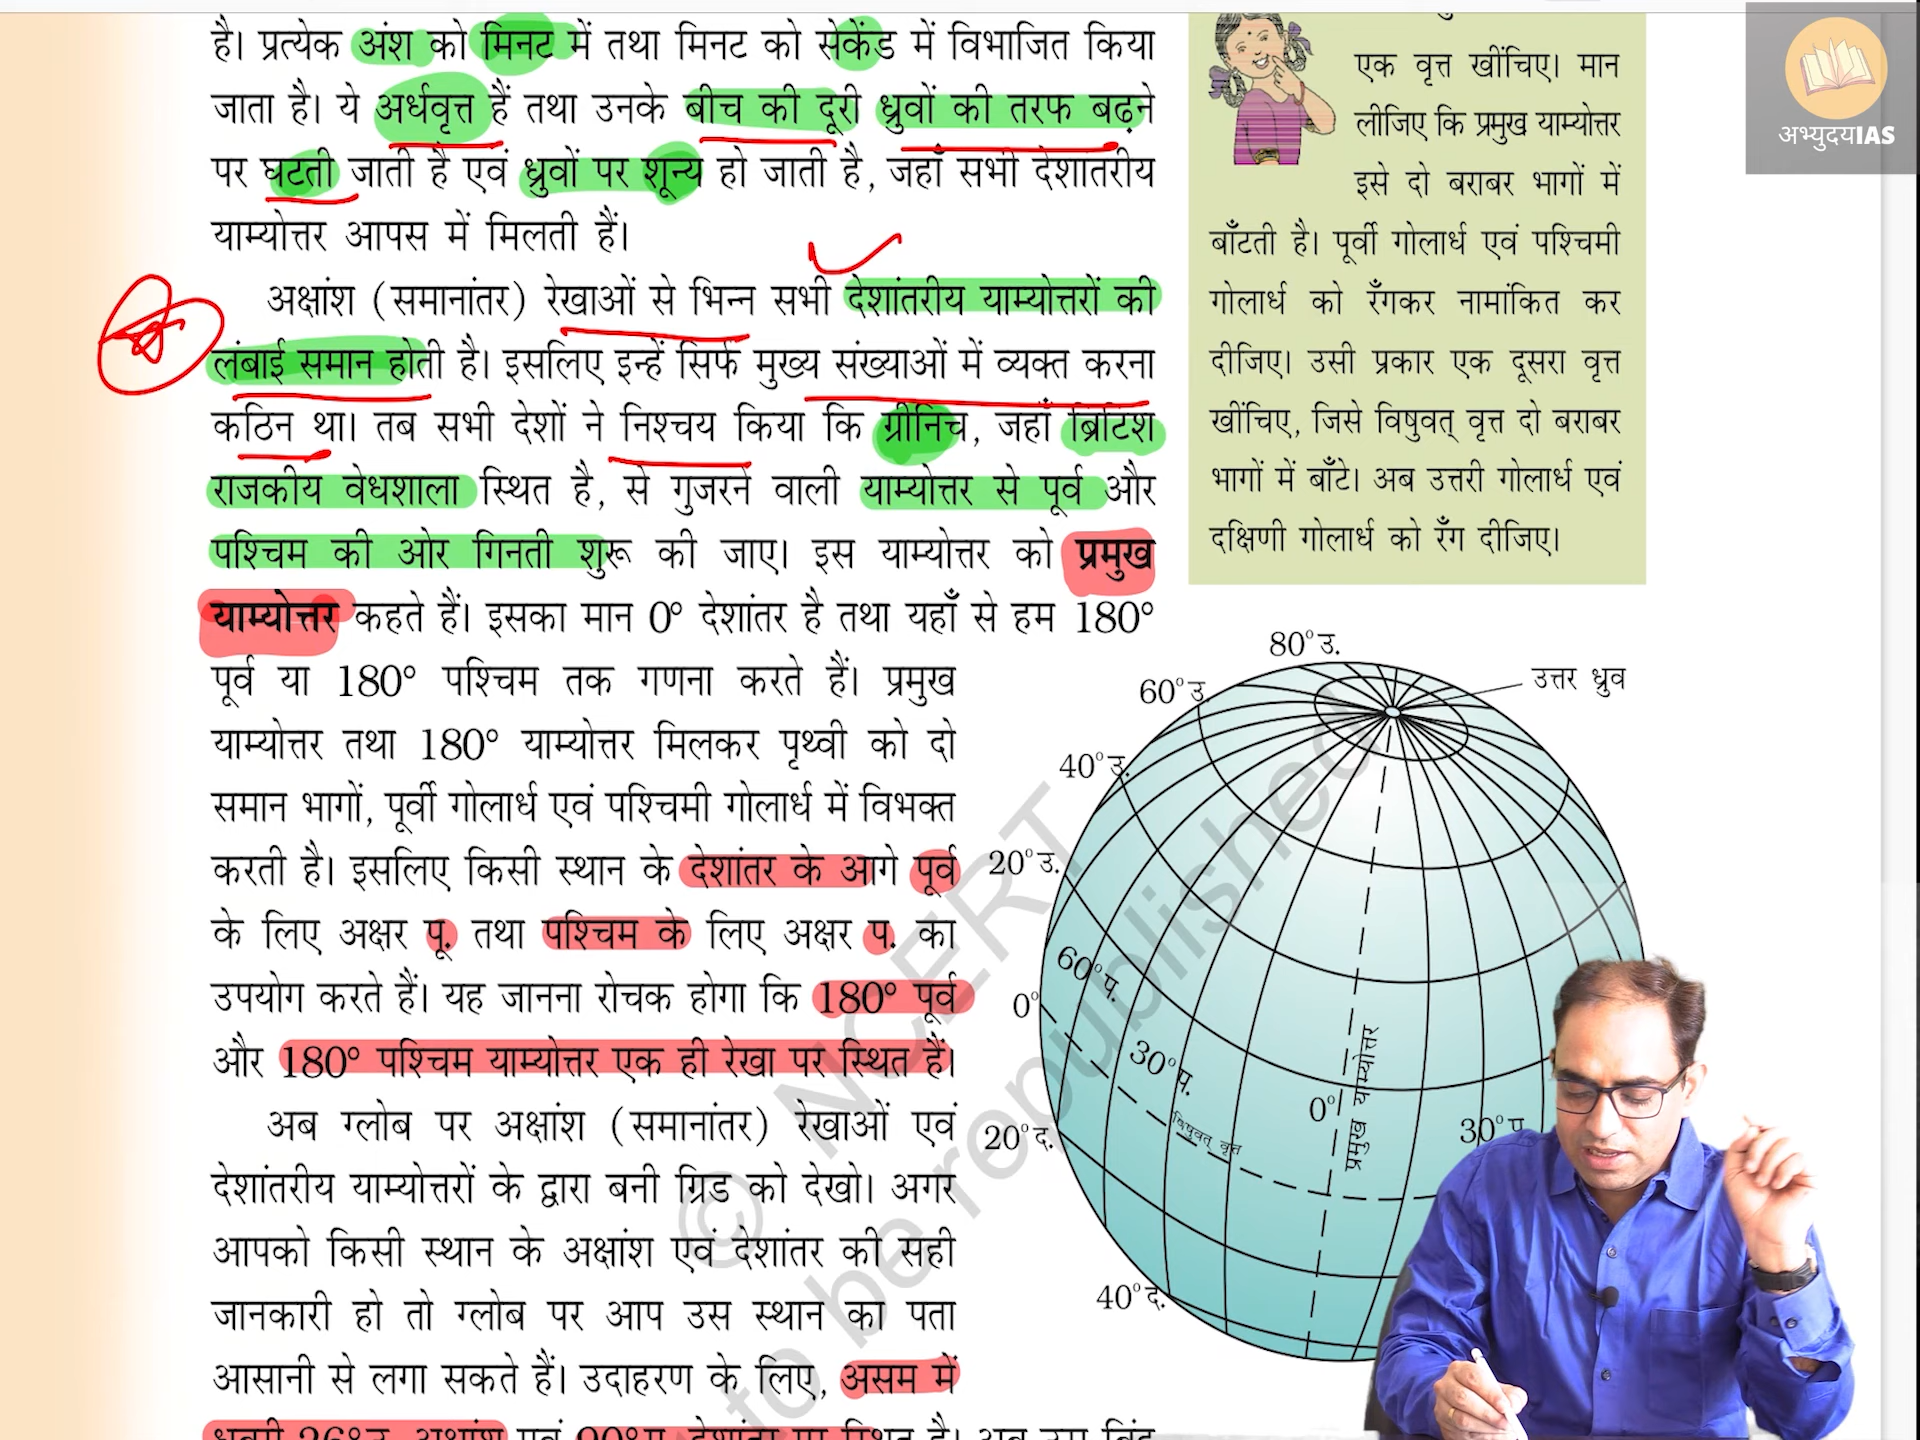 है। प्रत्येक अंश को मिनट में तथा मिनट को सेकेंड में विभाजित किया
जाता है। ये अर्धवृत्त हैं तथा उनके बीच की दूरी ध्रुवों की तरफ बढ़ने
पर घटती जाती है एवं ध्रुवों पर शून्य हो जाती है, जहाँ सभी देशांतरीय
याम्योत्तर आपस में मिलती हैं।
अक्षांश (समानांतर) रेखाओं से भिन्न सभी देशांतरीय याम्योत्तरों की
लंबाई समान होती है। इसलिए इन्हें सिर्फ मुख्य संख्याओं में व्यक्त करना
कठिन था। तब सभी देशों ने निश्चय किया कि ग्रीनिच, जहाँ ब्रिटिश
राजकीय वेधशाला स्थित है, से गुजरने वाली याम्योत्तर से पूर्व और
पश्चिम की ओर गिनती शुरू की जाए। इस याम्योत्तर को प्रमुख
याम्योत्तर कहते हैं। इसका मान 0° देशांतर है तथा यहाँ से हम 180°
पूर्व या 180° पश्चिम तक गणना करते हैं। प्रमुख
याम्योत्तर तथा 180° याम्योत्तर मिलकर पृथ्वी को दो
समान भागों, पूर्वी गोलार्ध एवं पश्चिमी गोलार्ध में विभक्त
करती है। इसलिए किसी स्थान के देशांतर के आगे पूर्व
के लिए अक्षर पू. तथा पश्चिम के लिए अक्षर प. का
उपयोग करते हैं। यह जानना रोचक होगा कि 180° पूर्व
और 180° पश्चिम याम्योत्तर एक ही रेखा पर स्थित हैं।
अब ग्लोब पर अक्षांश (समानांतर) रेखाओं एवं
देशांतरीय याम्योत्तरों के द्वारा बनी ग्रिड को देखो। अगर
आपको किसी स्थान के अक्षांश एवं देशांतर की सही
जानकारी हो तो ग्लोब पर आप उस स्थान का पता
आसानी से लगा सकते हैं। उदाहरण के लिए, असम में
एक वृत्त खींचिए। मान
लीजिए कि प्रमुख याम्योत्तर
इसे दो बराबर भागों में
बाँटती है। पूर्वी गोलार्ध एवं पश्चिमी
गोलार्ध को रँगकर नामांकित कर
दीजिए। उसी प्रकार एक दूसरा वृत्त
खींचिए, जिसे विषुवत् वृत्त दो बराबर
भागों में बाँटे। अब उत्तरी गोलार्ध एवं
दक्षिणी गोलार्ध को रँग दीजिए।
अभ्युदयIAS
80°उ.
उत्तर ध्रुव
60°उ
40°उ.
20°उ.
60°प.
0°
30°प.
विषुवत् वृत्त
0°
प्रमुख याम्योत्तर
30°प
20°द.
40°द.
© NCERT
to be republished